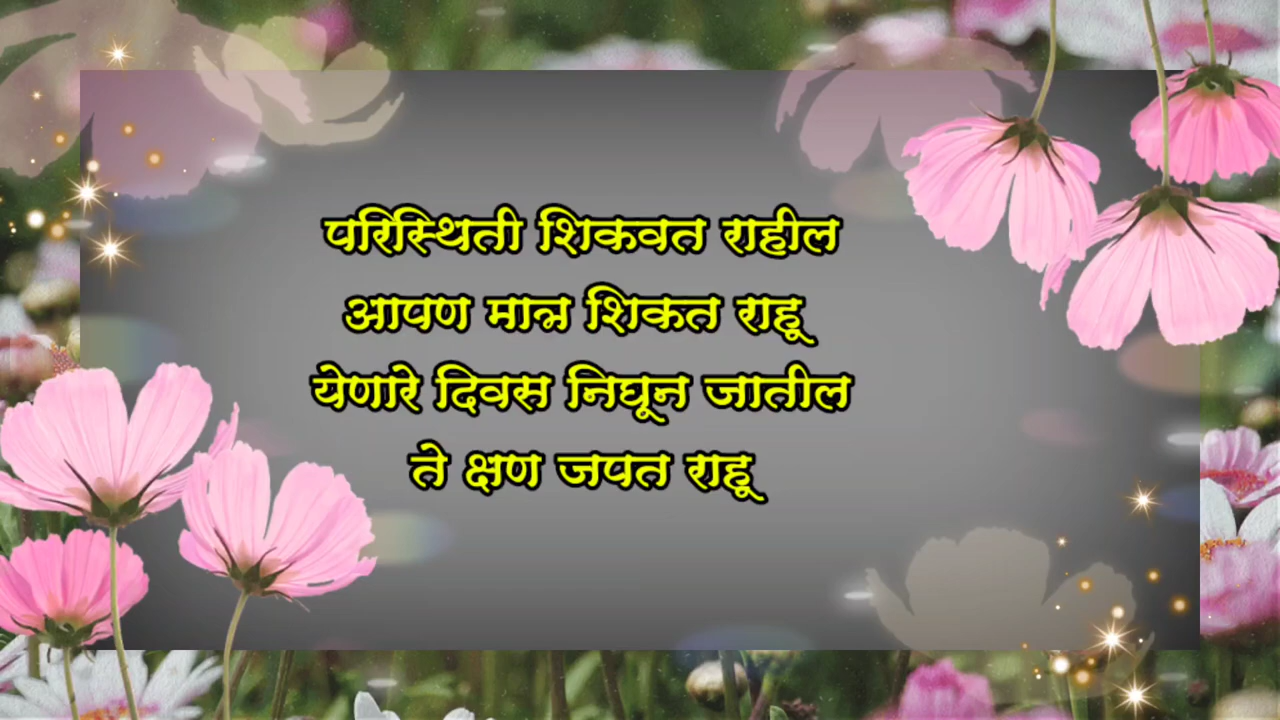 परिस्थिती शिकवत राहील
आपण मात्र शिकत राहू
येणारे दिवस निघून जातील
ते क्षण जपत राहू